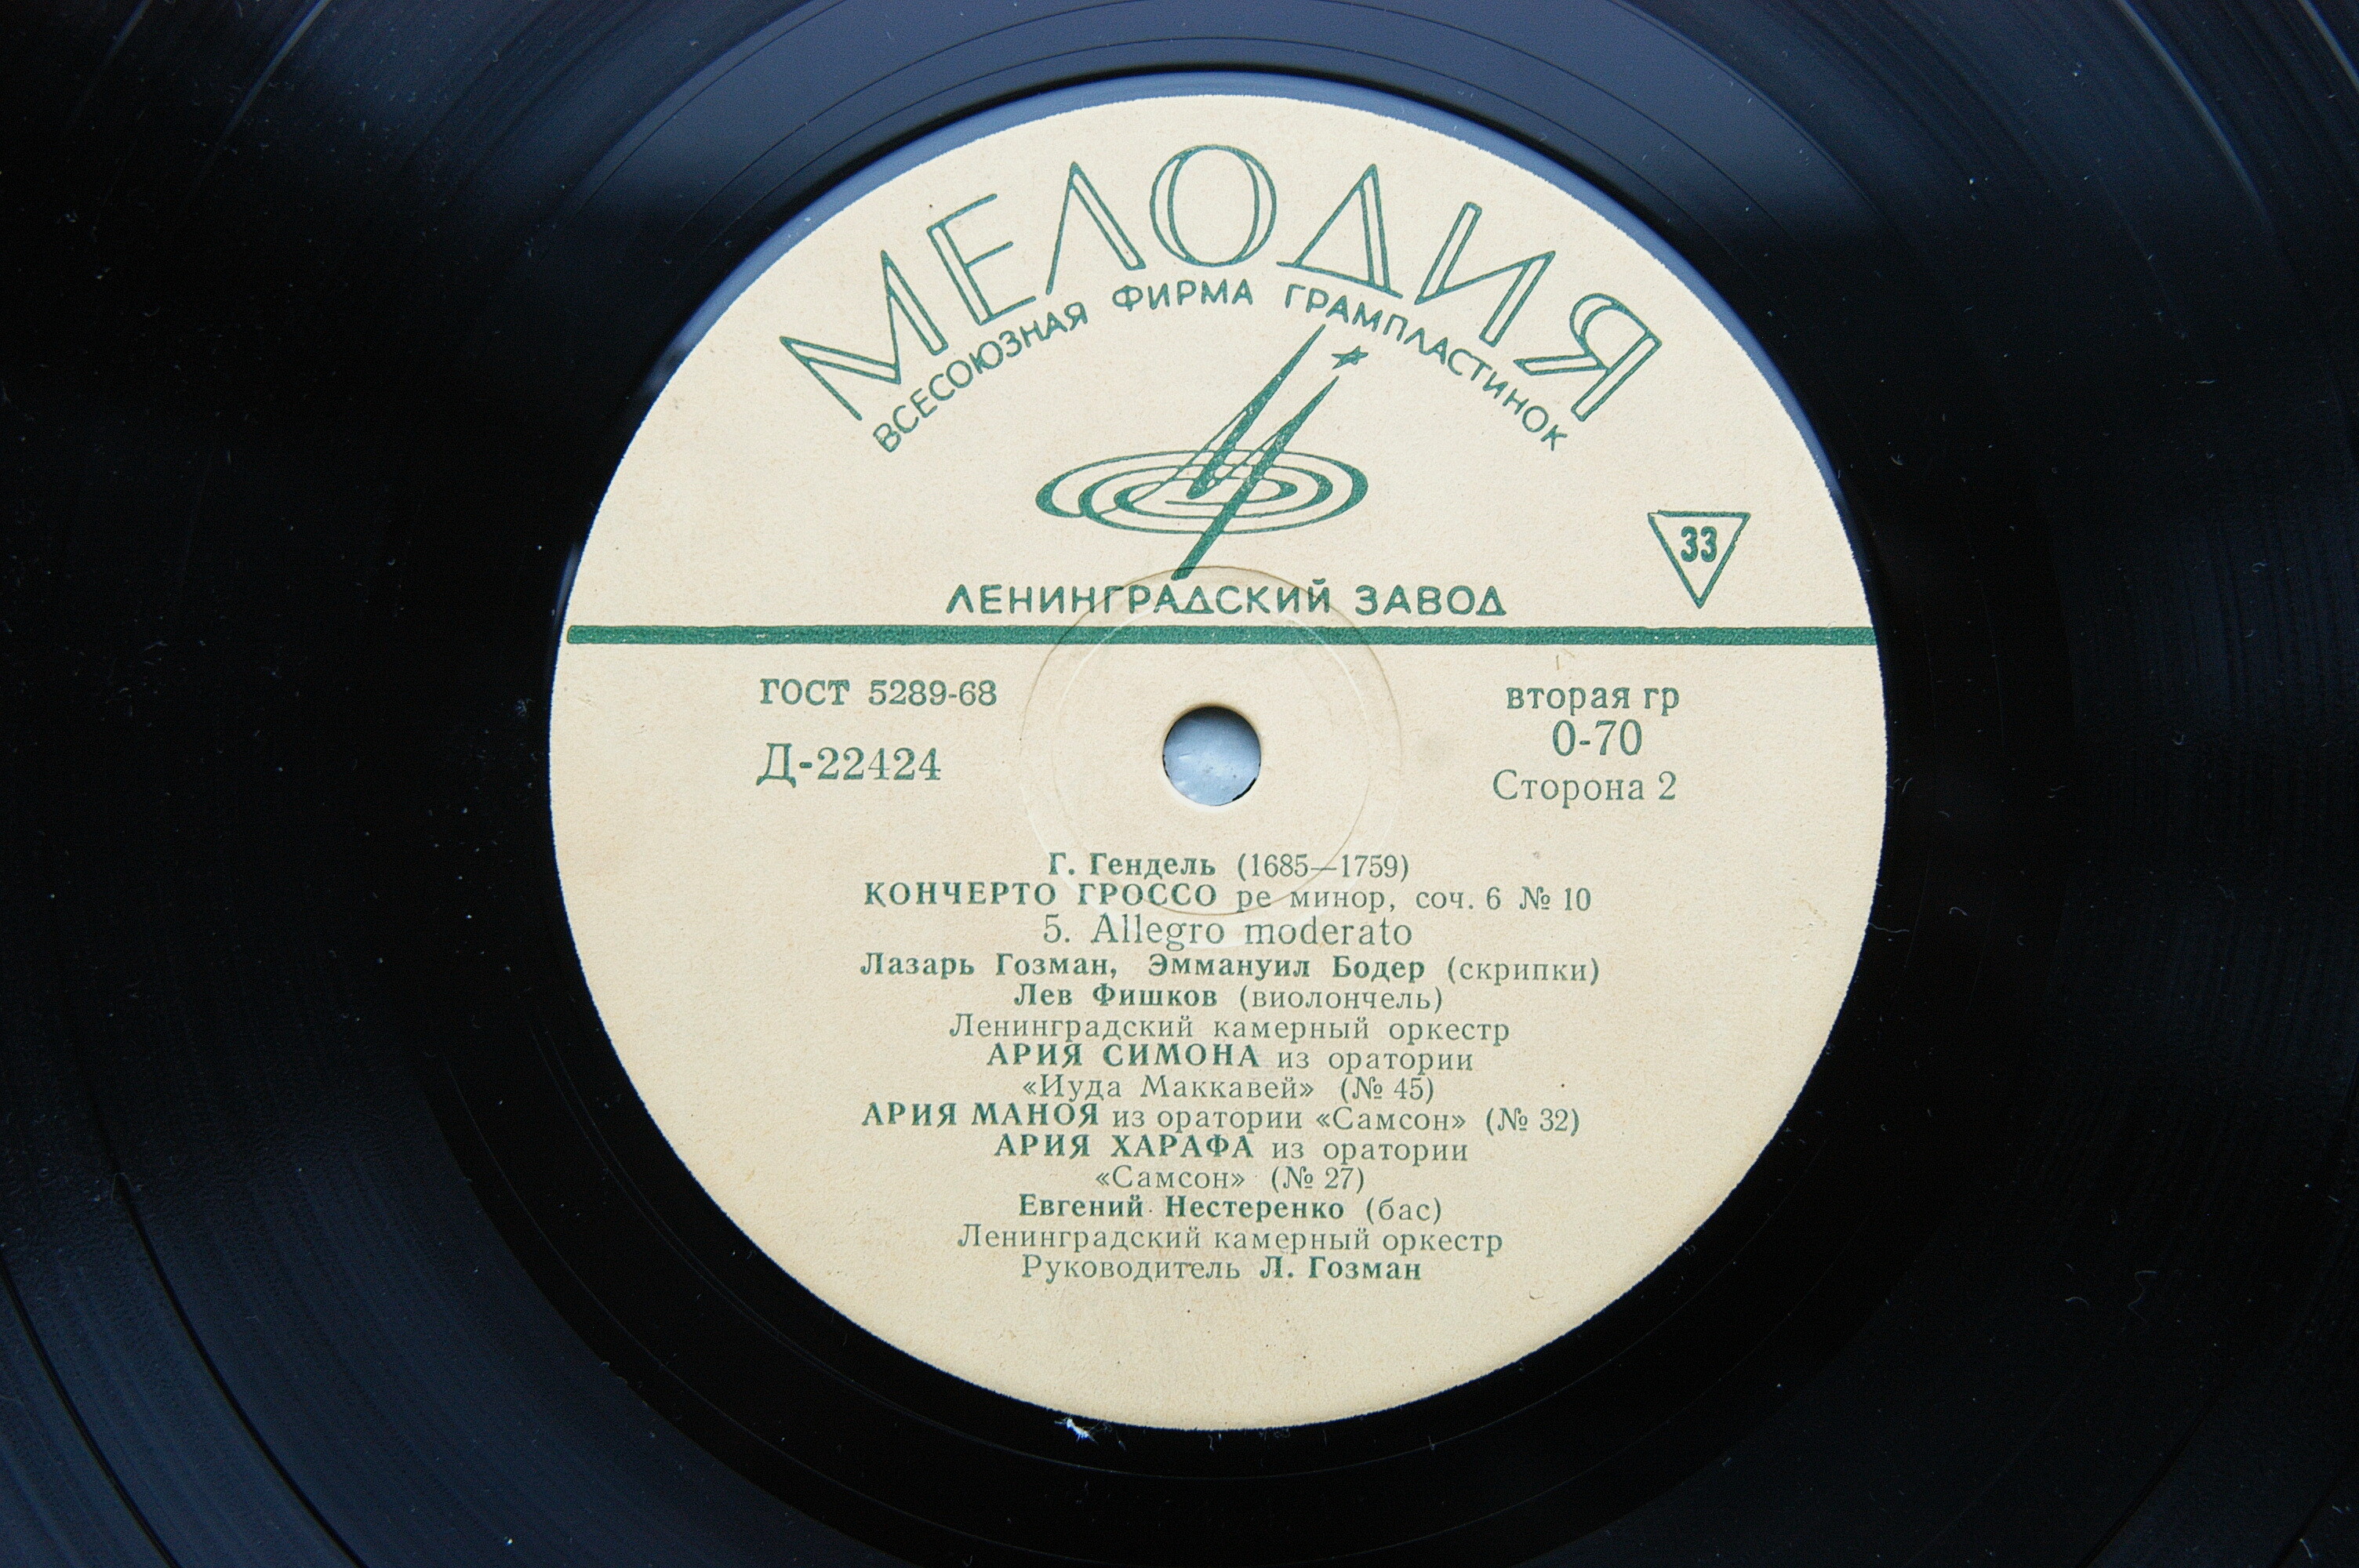 МЕЛОДИЯ
ВСЕСОЮЗНАЯ ФИРМА ГРАМПЛАСТИНОК
33
ЛЕНИНГРАДСКИЙ ЗАВОД
ГОСТ 5289-68
вторая гр
0-70
Д-22424
Сторона 2
Г. Гендель (1685—1759)
КОНЧЕРТО ГРОССО ре минор, соч. 6 № 10
5. Allegro moderato
Лазарь Гозман, Эммануил Бодер (скрипки)
Лев Фишков (виолончель)
Ленинградский камерный оркестр
АРИЯ СИМОНА из оратории
«Иуда Маккавей» (№ 45)
АРИЯ МАНОЯ из оратории «Самсон» (№ 32)
АРИЯ ХАРАФА из оратории
«Самсон» (№ 27)
Евгений Нестеренко (бас)
Ленинградский камерный оркестр
Руководитель Л. Гозман